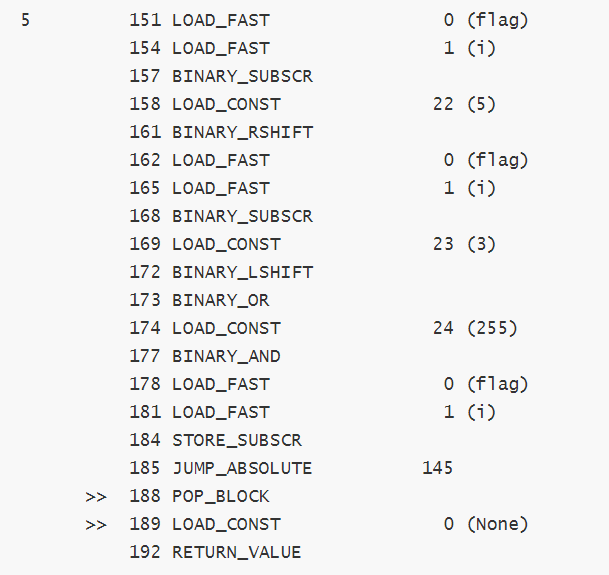 5 151 LOAD_FAST 0 (flag)
154 LOAD_FAST 1 (i)
157 BINARY_SUBSCR
158 LOAD_CONST 22 (5)
161 BINARY_RSHIFT
162 LOAD_FAST 0 (flag)
165 LOAD_FAST 1 (i)
168 BINARY_SUBSCR
169 LOAD_CONST 23 (3)
172 BINARY_LSHIFT
173 BINARY_OR
174 LOAD_CONST 24 (255)
177 BINARY_AND
178 LOAD_FAST 0 (flag)
181 LOAD_FAST 1 (i)
184 STORE_SUBSCR
185 JUMP_ABSOLUTE 145
>> 188 POP_BLOCK
>> 189 LOAD_CONST 0 (None)
192 RETURN_VALUE